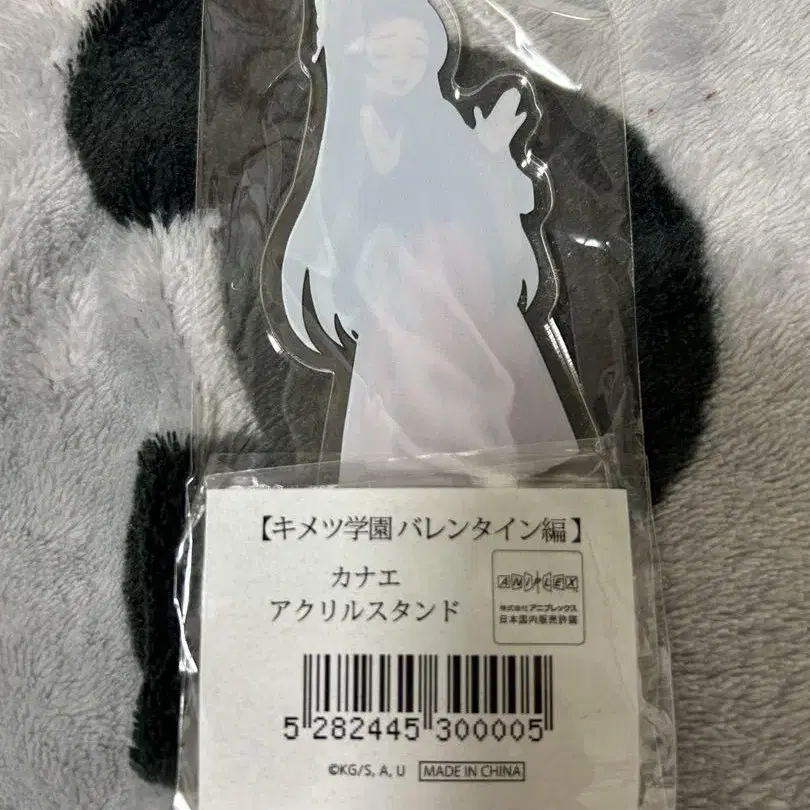 【キメツ学園 バレンタイン編】
カナエ
アクリルスタンド
ANIPLEX
株式会社アニプレックス
日本国内販売許諾
5 282445 300005
©KG/S, A, U MADE IN CHINA